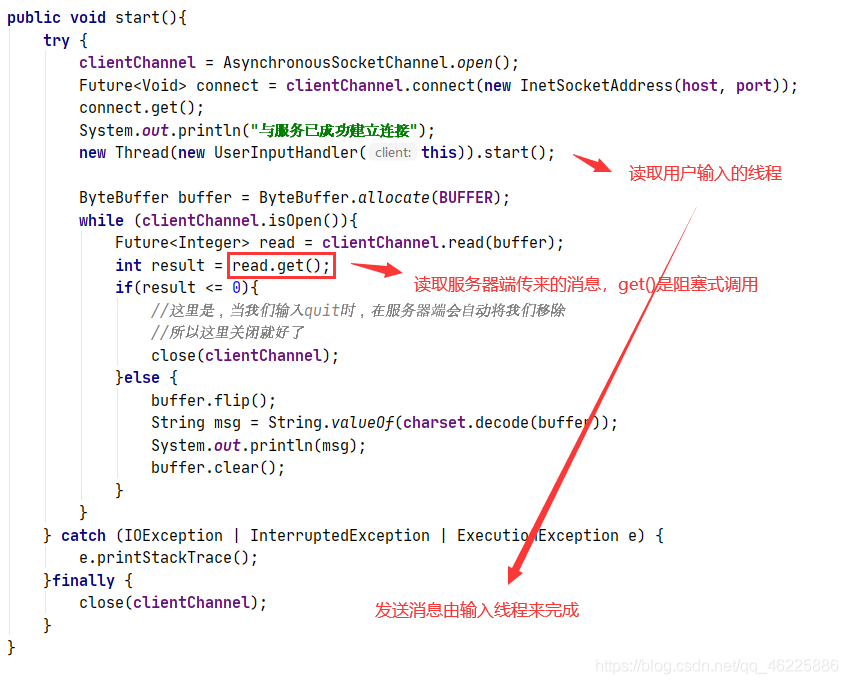 public void start(){
try {
clientChannel = AsynchronousSocketChannel.open();
Future<Void> connect = clientChannel.connect(new InetSocketAddress(host, port));
connect.get();
System.out.println("与服务已成功建立连接");
new Thread(new UserInputHandler( client: this)).start();
读取用户输入的线程
ByteBuffer buffer = ByteBuffer.allocate(BUFFER);
while (clientChannel.isOpen()){
Future<Integer> read = clientChannel.read(buffer);
int result = read.get();
读取服务器端传来的消息，get()是阻塞式调用
if(result <= 0){
//这里是，当我们输入quit时，在服务器端会自动将我们移除
//所以这里关闭就好了
close(clientChannel);
}else {
buffer.flip();
String msg = String.valueOf(charset.decode(buffer));
System.out.println(msg);
buffer.clear();
}
}
} catch (IOException | InterruptedException | ExecutionException e) {
e.printStackTrace();
}finally {
close(clientChannel);
发送消息由输入线程来完成
}
}
https://blog.csdn.net/qq_46225886